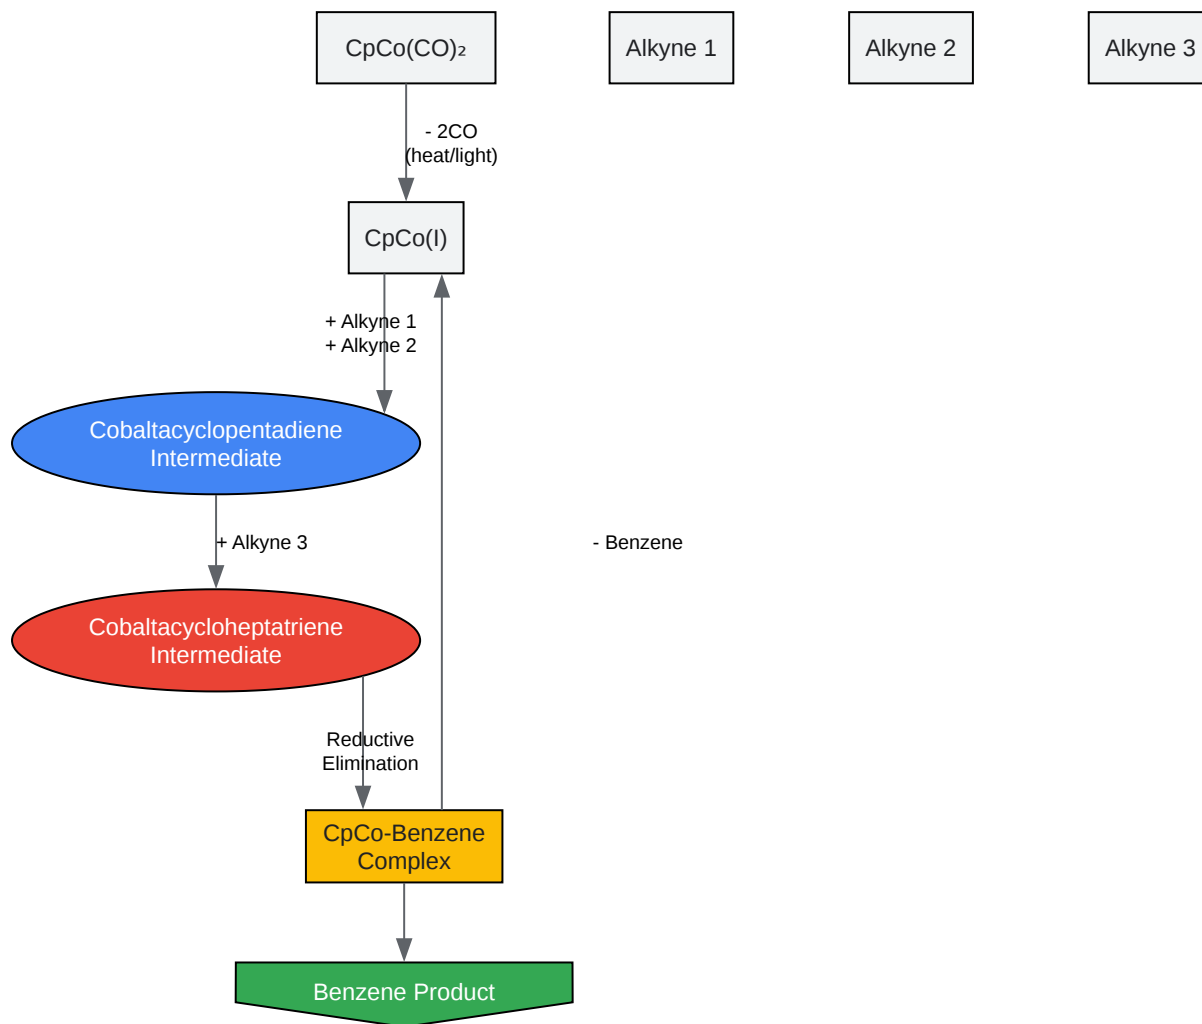 CpCo(CO)₂
Alkyne 1
Alkyne 2
Alkyne 3
- 2CO
(heat/light)
CpCo(I)
+ Alkyne 1
+ Alkyne 2
Cobaltacyclopentadiene
Intermediate
+ Alkyne 3
- Benzene
Cobaltacycloheptatriene
Intermediate
Reductive
Elimination
CpCo-Benzene
Complex
Benzene Product